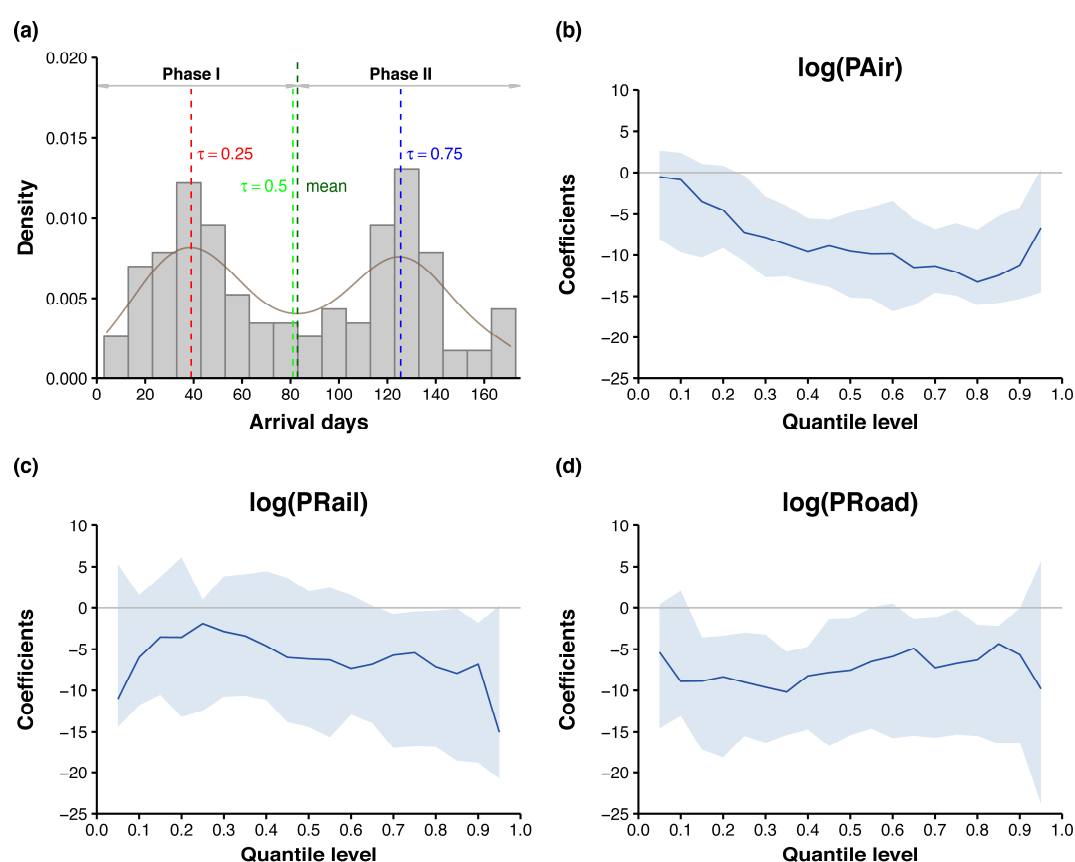 (a)
0.020
0.015
0.010
0.005
0.000
Density
Phase I
Phase II
τ = 0.25
τ = 0.75
τ = 0.5
mean
0 20 40 60 80 100 120 140 160
Arrival days
(b)
log(PAir)
10
5
0
−5
−10
−15
−20
−25
Coefficients
0.0 0.1 0.2 0.3 0.4 0.5 0.6 0.7 0.8 0.9 1.0
Quantile level
(c)
log(PRail)
10
5
0
−5
−10
−15
−20
−25
Coefficients
0.0 0.1 0.2 0.3 0.4 0.5 0.6 0.7 0.8 0.9 1.0
Quantile level
(d)
log(PRoad)
10
5
0
−5
−10
−15
−20
−25
Coefficients
0.0 0.1 0.2 0.3 0.4 0.5 0.6 0.7 0.8 0.9 1.0
Quantile level